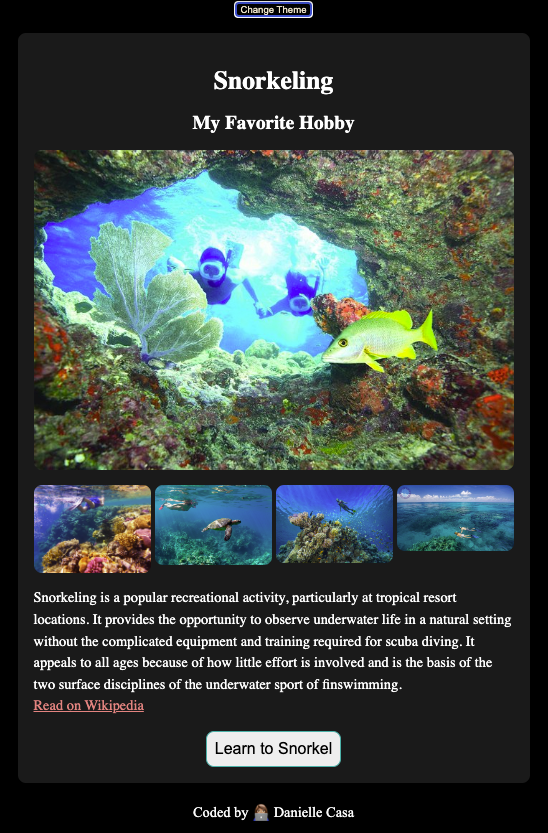 Change Theme
Snorkeling
My Favorite Hobby
Snorkeling is a popular recreational activity, particularly at tropical resort
locations. It provides the opportunity to observe underwater life in a natural setting
without the complicated equipment and training required for scuba diving. It
appeals to all ages because of how little effort is involved and is the basis of the
two surface disciplines of the underwater sport of finswimming.
Read on Wikipedia
Learn to Snorkel
Coded by 👩🏽‍💻 Danielle Casa